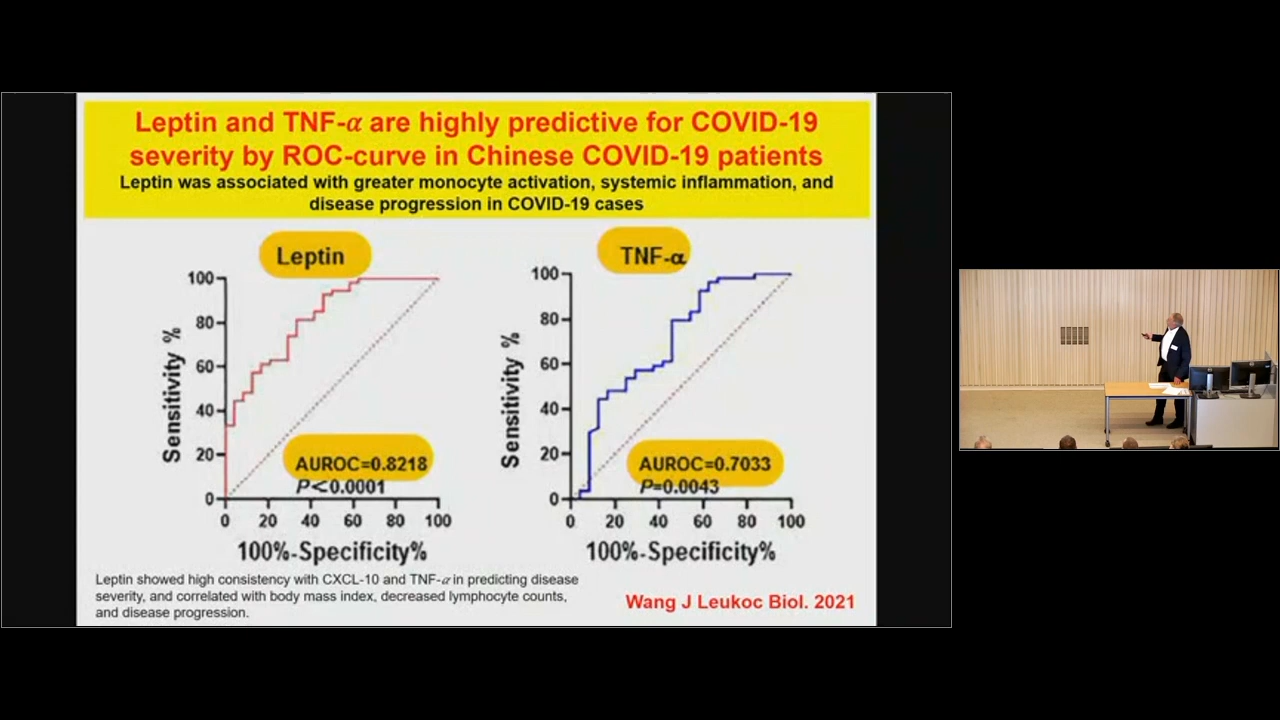 Leptin and TNF-α are highly predictive for COVID-19
severity by ROC-curve in Chinese COVID-19 patients
Leptin was associated with greater monocyte activation, systemic inflammation, and
disease progression in COVID-19 cases
Leptin
100
80
60
40
20
0
Sensitivity %
AUROC=0.8218
P<0.0001
0 20 40 60 80 100
100%-Specificity%
TNF-α
100
80
60
40
20
0
Sensitivity %
AUROC=0.7033
P=0.0043
0 20 40 60 80 100
100%-Specificity%
Leptin showed high consistency with CXCL-10 and TNF-α in predicting disease
severity, and correlated with body mass index, decreased lymphocyte counts,
and disease progression.
Wang J Leukoc Biol. 2021